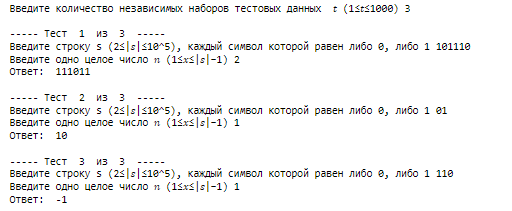 Введите количество независимых наборов тестовых данных t (1≤t≤1000) 3
----- Тест 1 из 3 -----
Введите строку s (2≤|s|≤10^5), каждый символ которой равен либо 0, либо 1 101110
Введите одно целое число n (1≤x≤|s|-1) 2
Ответ: 111011
----- Тест 2 из 3 -----
Введите строку s (2≤|s|≤10^5), каждый символ которой равен либо 0, либо 1 01
Введите одно целое число n (1≤x≤|s|-1) 1
Ответ: 10
----- Тест 3 из 3 -----
Введите строку s (2≤|s|≤10^5), каждый символ которой равен либо 0, либо 1 110
Введите одно целое число n (1≤x≤|s|-1) 1
Ответ: -1